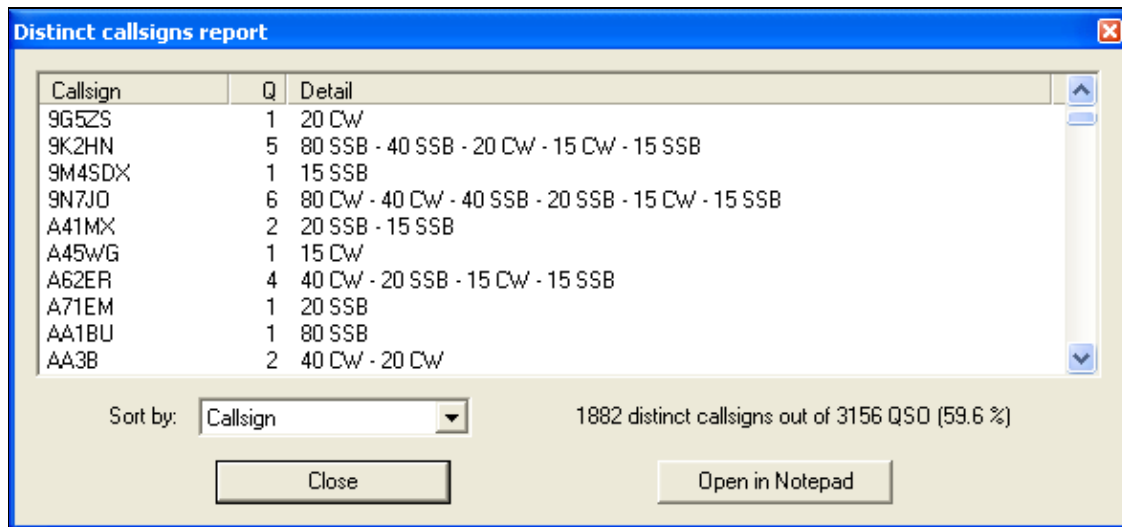 Distinct callsigns report
Callsign Q Detail
9G5ZS 1 20 CW
9K2HN 5 80 SSB - 40 SSB - 20 CW - 15 CW - 15 SSB
9M4SDX 1 15 SSB
9N7JO 6 80 CW - 40 CW - 40 SSB - 20 SSB - 15 CW - 15 SSB
A41MX 2 20 SSB - 15 SSB
A45WG 1 15 CW
A62ER 4 40 CW - 20 SSB - 15 CW - 15 SSB
A71EM 1 20 SSB
AA1BU 1 80 SSB
AA3B 2 40 CW - 20 CW
Sort by: Callsign 1882 distinct callsigns out of 3156 QSO (59.6 %)
Close Open in Notepad